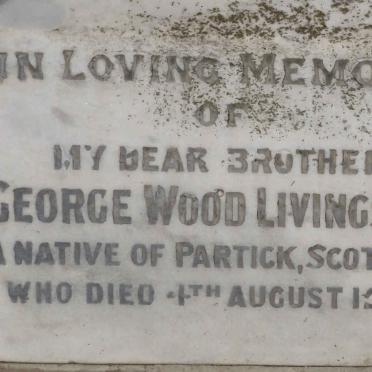 IN LOVING MEMO
OF
MY DEAR BROTHE
GEORGE WOOD LIVING
A NATIVE OF PARTICK, SCOT
WHO DIED 4TH AUGUST 1